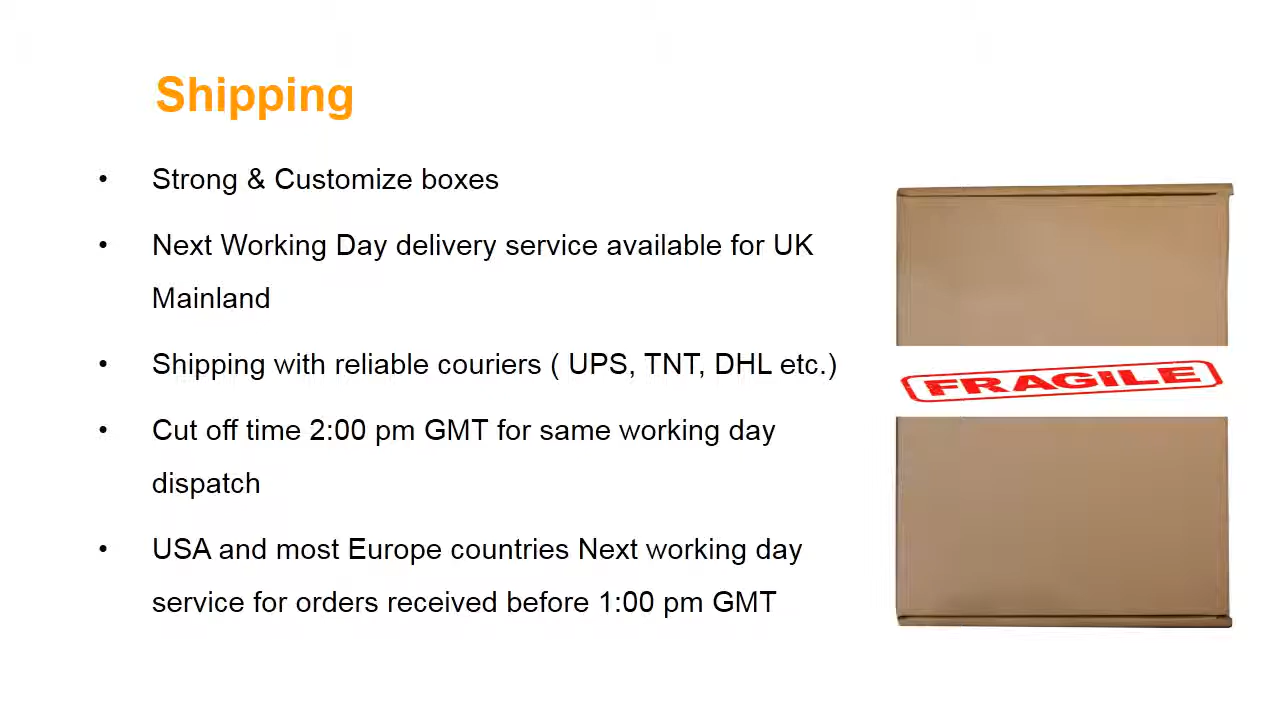 Shipping
• Strong & Customize boxes
• Next Working Day delivery service available for UK
Mainland
• Shipping with reliable couriers ( UPS, TNT, DHL etc.)
• Cut off time 2:00 pm GMT for same working day
dispatch
• USA and most Europe countries Next working day
service for orders received before 1:00 pm GMT
FRAGILE